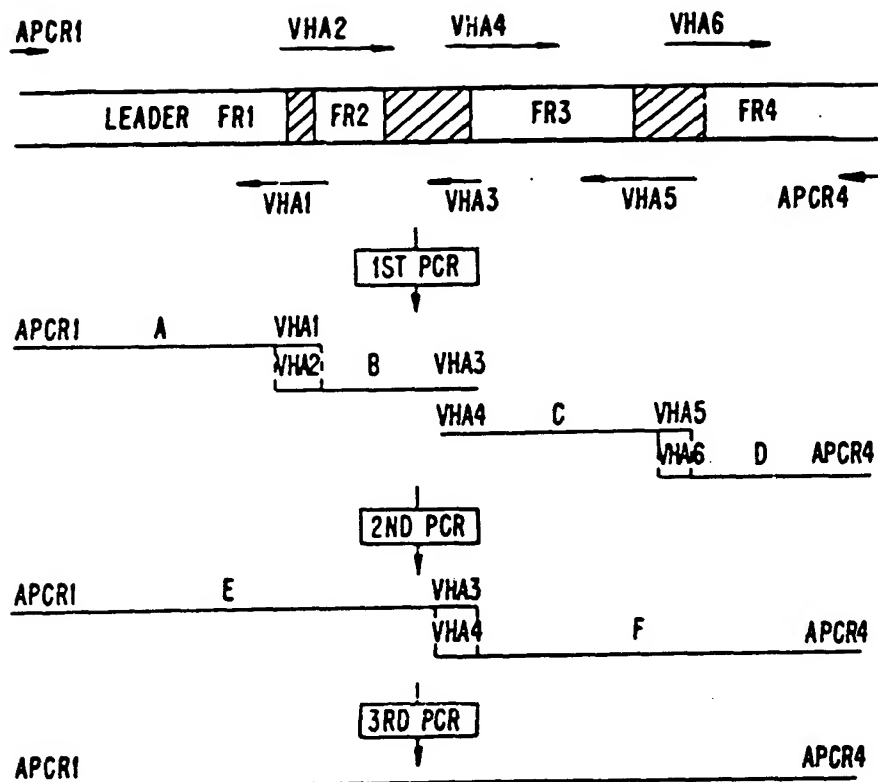 APCR1 VHA2 VHA4 VHA6
LEADER FR1 FR2 FR3 FR4
VHA1 VHA3 VHA5 APCR4
1ST PCR
APCR1 A VHA1
VHA2 B VHA3
VHA4 C VHA5
VHA6 D APCR4
2ND PCR
APCR1 E VHA3
VHA4 F APCR4
3RD PCR
APCR1 APCR4